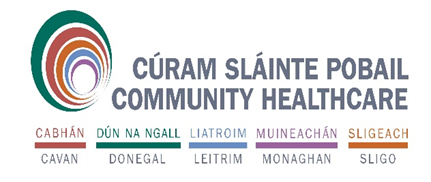 CÚRAM SLÁINTE POBAIL
COMMUNITY HEALTHCARE
CABHÁN DÚN NA NGALL LIATROIM MUINEACHÁN SLIGEACH
CAVAN DONEGAL LEITRIM MONAGHAN SLIGO